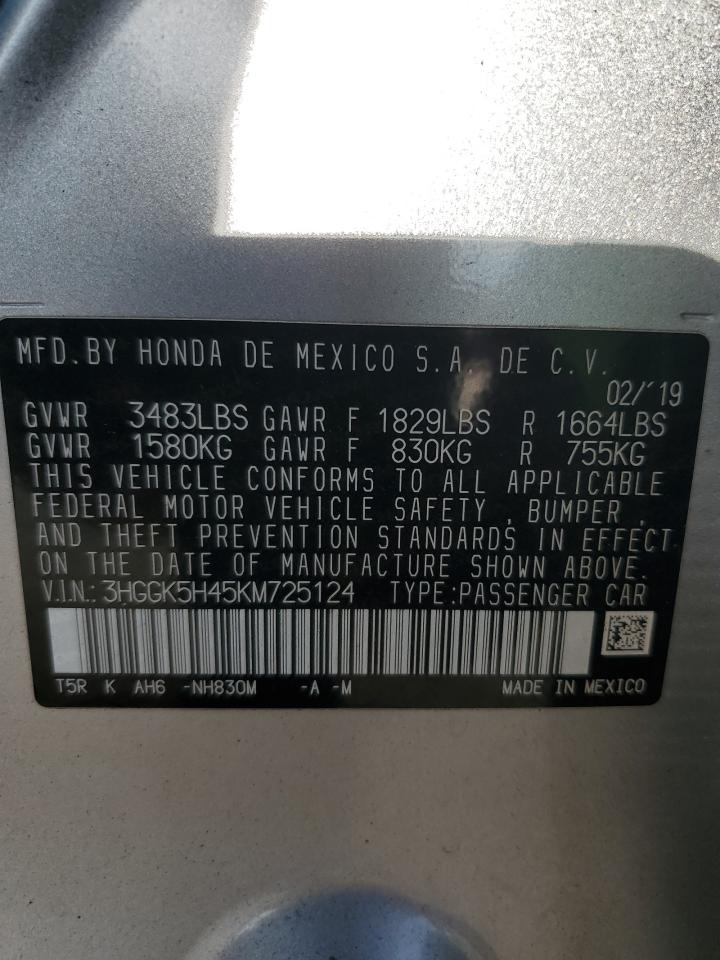 MFD.BY HONDA DE MEXICO S.A. DE C.V.
02/'19
GVWR 3483LBS GAWR F 1829LBS R 1664LBS
GVWR 1580KG GAWR F 830KG R 755KG
THIS VEHICLE CONFORMS TO ALL APPLICABLE
FEDERAL MOTOR VEHICLE SAFETY , BUMPER ,
AND THEFT PREVENTION STANDARDS IN EFFECT
ON THE DATE OF MANUFACTURE SHOWN ABOVE.
V.I.N.: 3HGGK5H45KM725124 TYPE:PASSENGER CAR
T5R K AH6 -NH830M -A -M MADE IN MEXICO